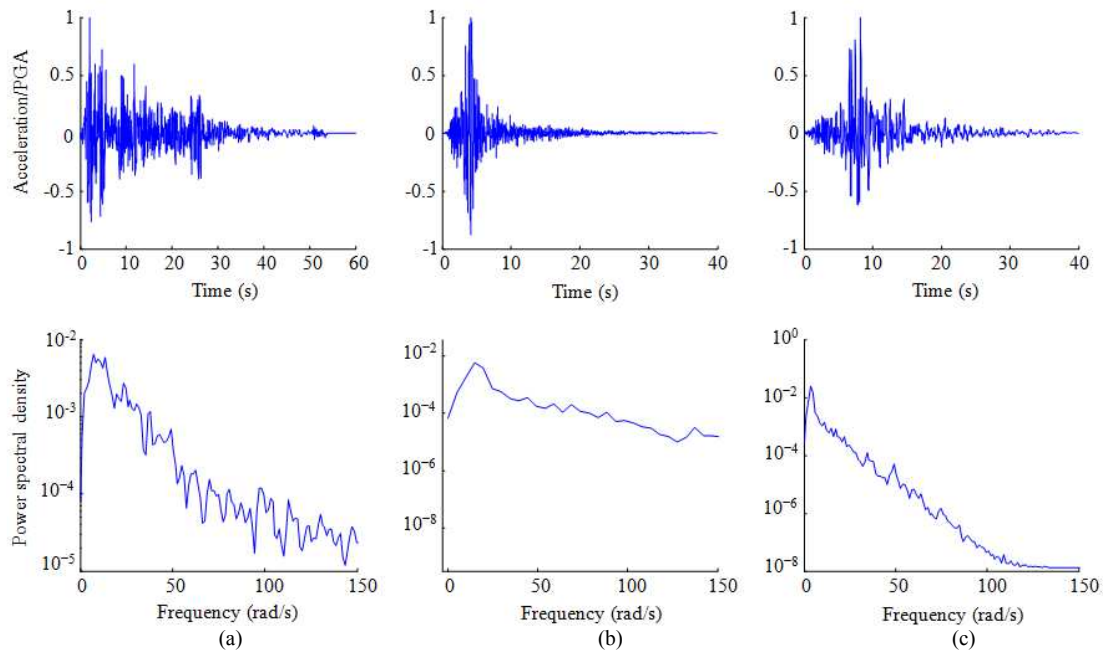 1
0.5
0
-0.5
-1
Acceleration/PGA
0 10 20 30 40 50 60
Time (s)
1
0.5
0
-0.5
-1
0 10 20 30 40
Time (s)
1
0.5
0
-0.5
-1
0 10 20 30 40
Time (s)
10⁻²
10⁻³
10⁻⁴
10⁻⁵
Power spectral density
0 50 100 150
Frequency (rad/s)
(a)
10⁻²
10⁻⁴
10⁻⁶
10⁻⁸
0 50 100 150
Frequency (rad/s)
(b)
10⁰
10⁻²
10⁻⁴
10⁻⁶
10⁻⁸
0 50 100 150
Frequency (rad/s)
(c)